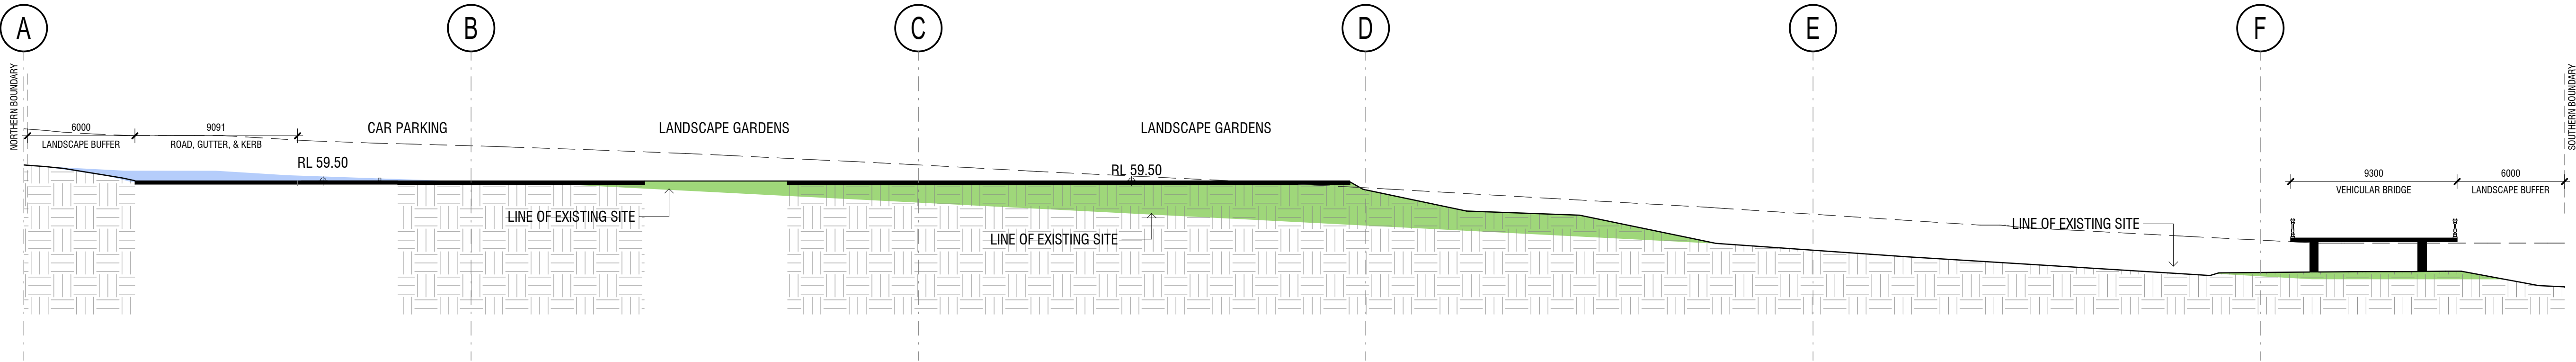 A
B
C
D
E
F
NORTHERN BOUNDARY
SOUTHERN BOUNDARY
6000
LANDSCAPE BUFFER
9091
ROAD, GUTTER, & KERB
CAR PARKING
LANDSCAPE GARDENS
LANDSCAPE GARDENS
RL 59.50
RL 59.50
9300
VEHICULAR BRIDGE
6000
LANDSCAPE BUFFER
LINE OF EXISTING SITE
LINE OF EXISTING SITE
LINE OF EXISTING SITE